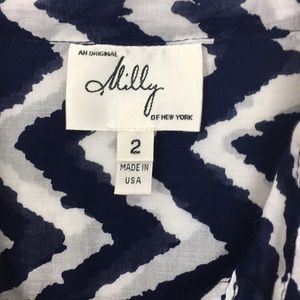 AN ORIGINAL
Milly
OF NEW YORK
2
MADE IN
USA